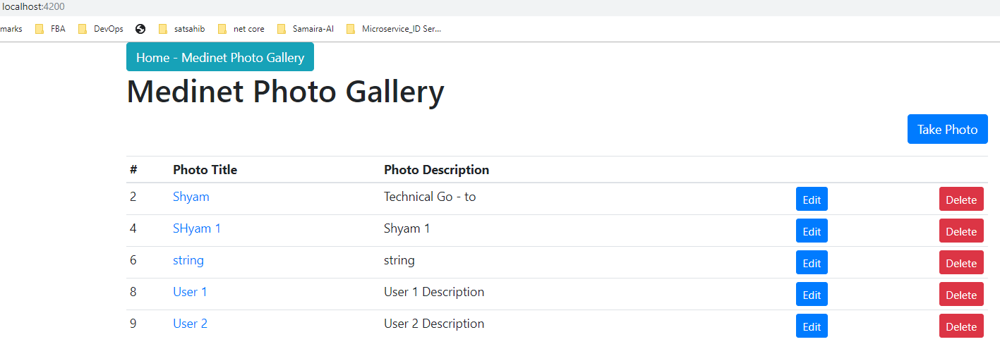 localhost:4200
marks FBA DevOps satsahib net core Samaira-AI Microservice_ID Ser...
Home - Medinet Photo Gallery
Medinet Photo Gallery
Take Photo
# Photo Title Photo Description
2 Shyam Technical Go - to Edit Delete
4 SHyam 1 Shyam 1 Edit Delete
6 string string Edit Delete
8 User 1 User 1 Description Edit Delete
9 User 2 User 2 Description Edit Delete